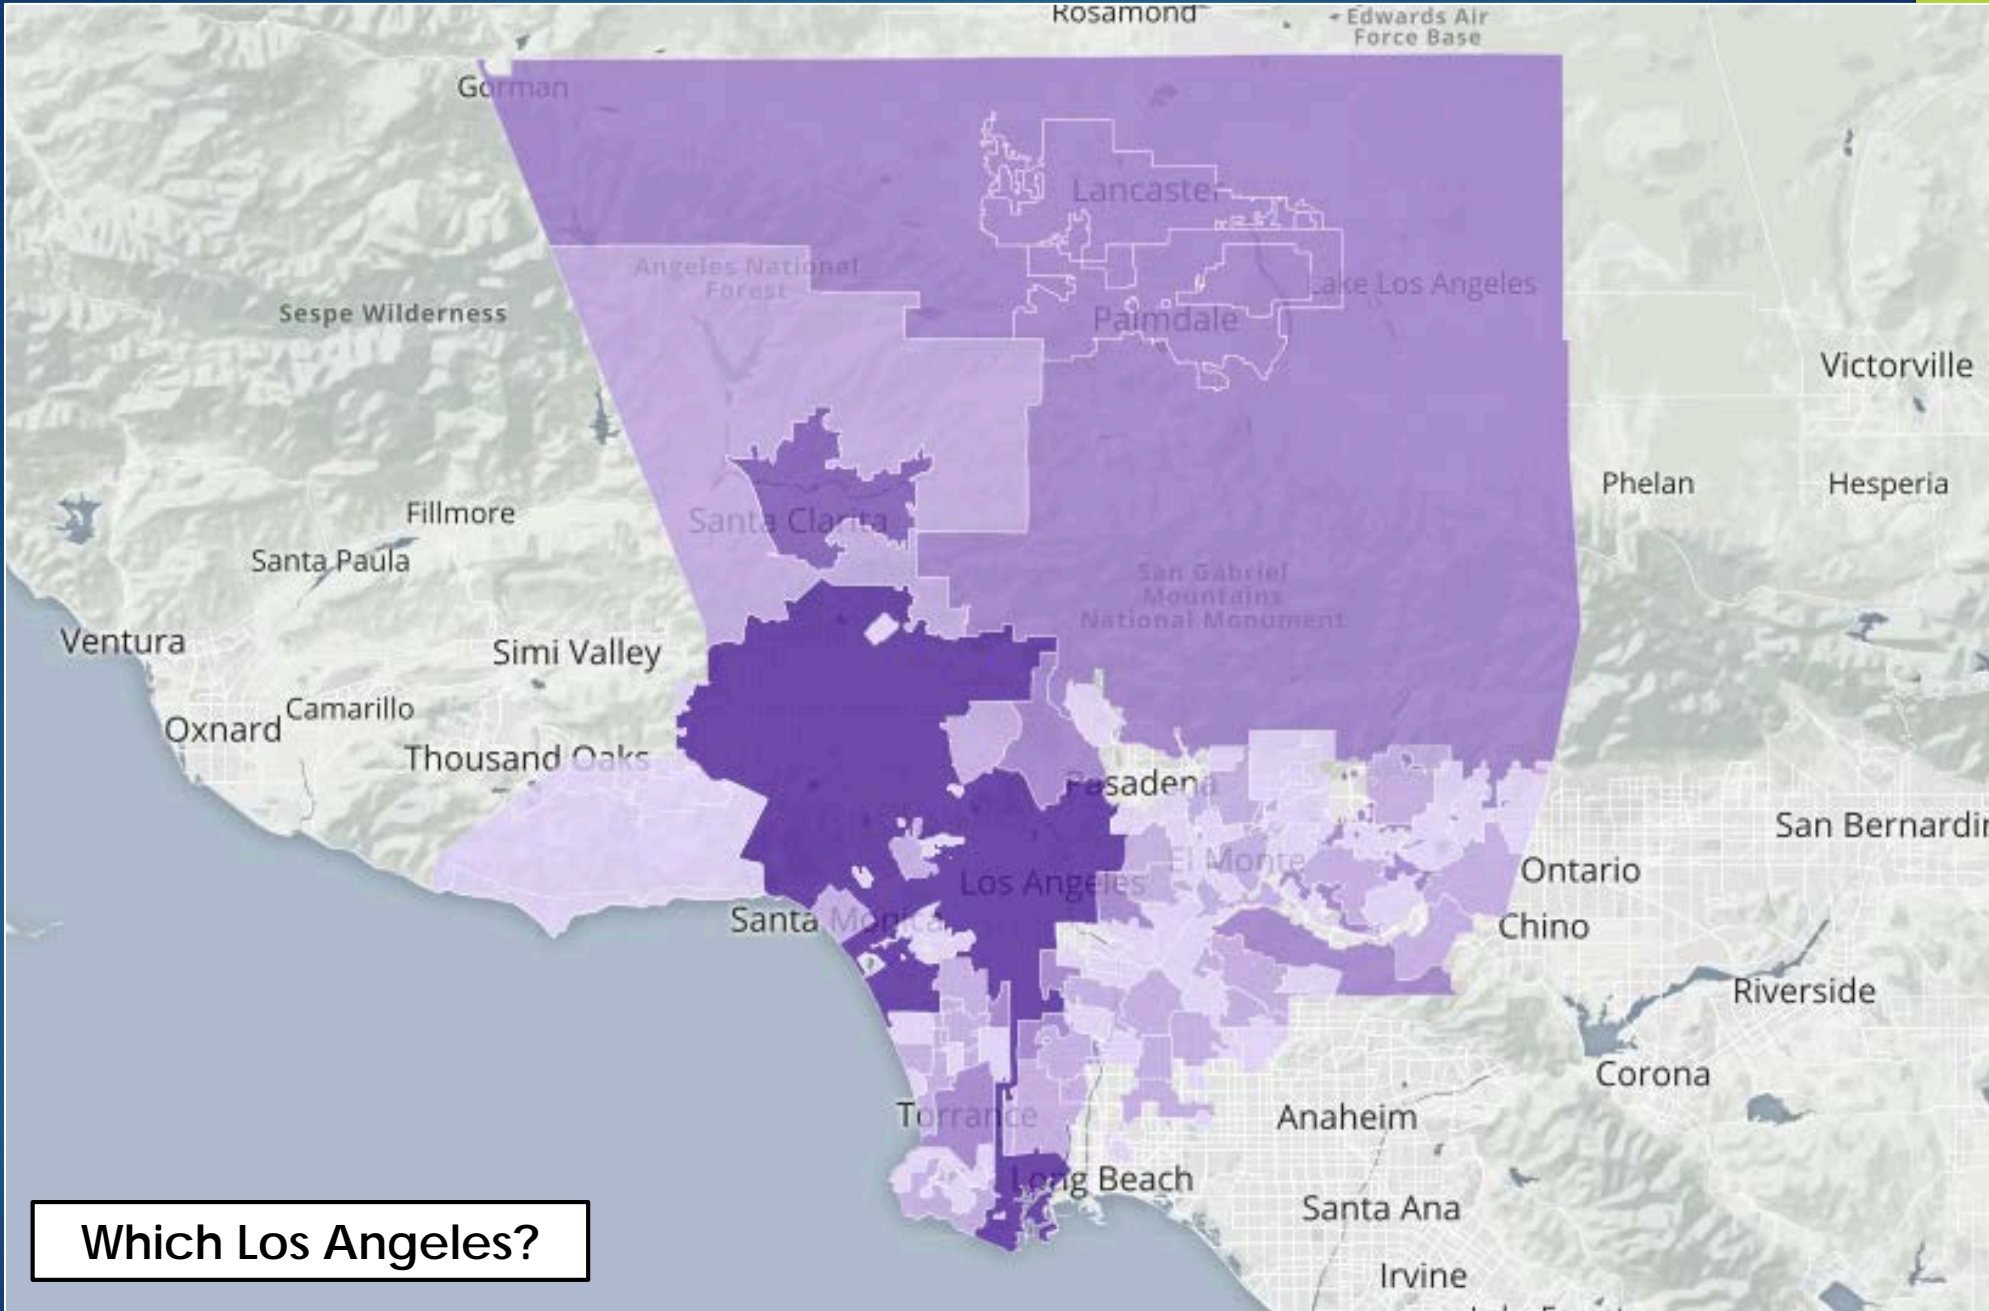 Rosamond
Edwards Air
Force Base
Gorman
Lancaster
Angeles National
Forest
Lake Los Angeles
Sespe Wilderness
Palmdale
Victorville
Phelan
Hesperia
Fillmore
Santa Clarita
Santa Paula
San Gabriel
Mountains
National Monument
Ventura
Simi Valley
Camarillo
Oxnard
Thousand Oaks
Pasadena
San Bernardin
El Monte
Ontario
Los Angeles
Santa Monica
Chino
Riverside
Corona
Torrance
Anaheim
Long Beach
Santa Ana
Which Los Angeles?
Irvine